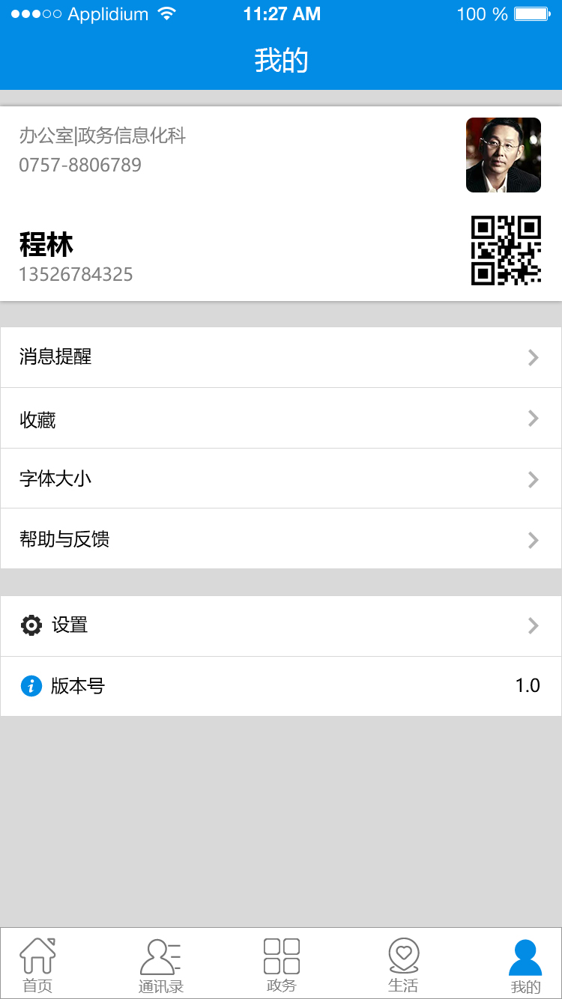 Applidium 11:27 AM 100 %
我的
办公室|政务信息化科
0757-8806789
程林
13526784325
消息提醒
收藏
字体大小
帮助与反馈
设置
版本号 1.0
首页 通讯录 政务 生活 我的